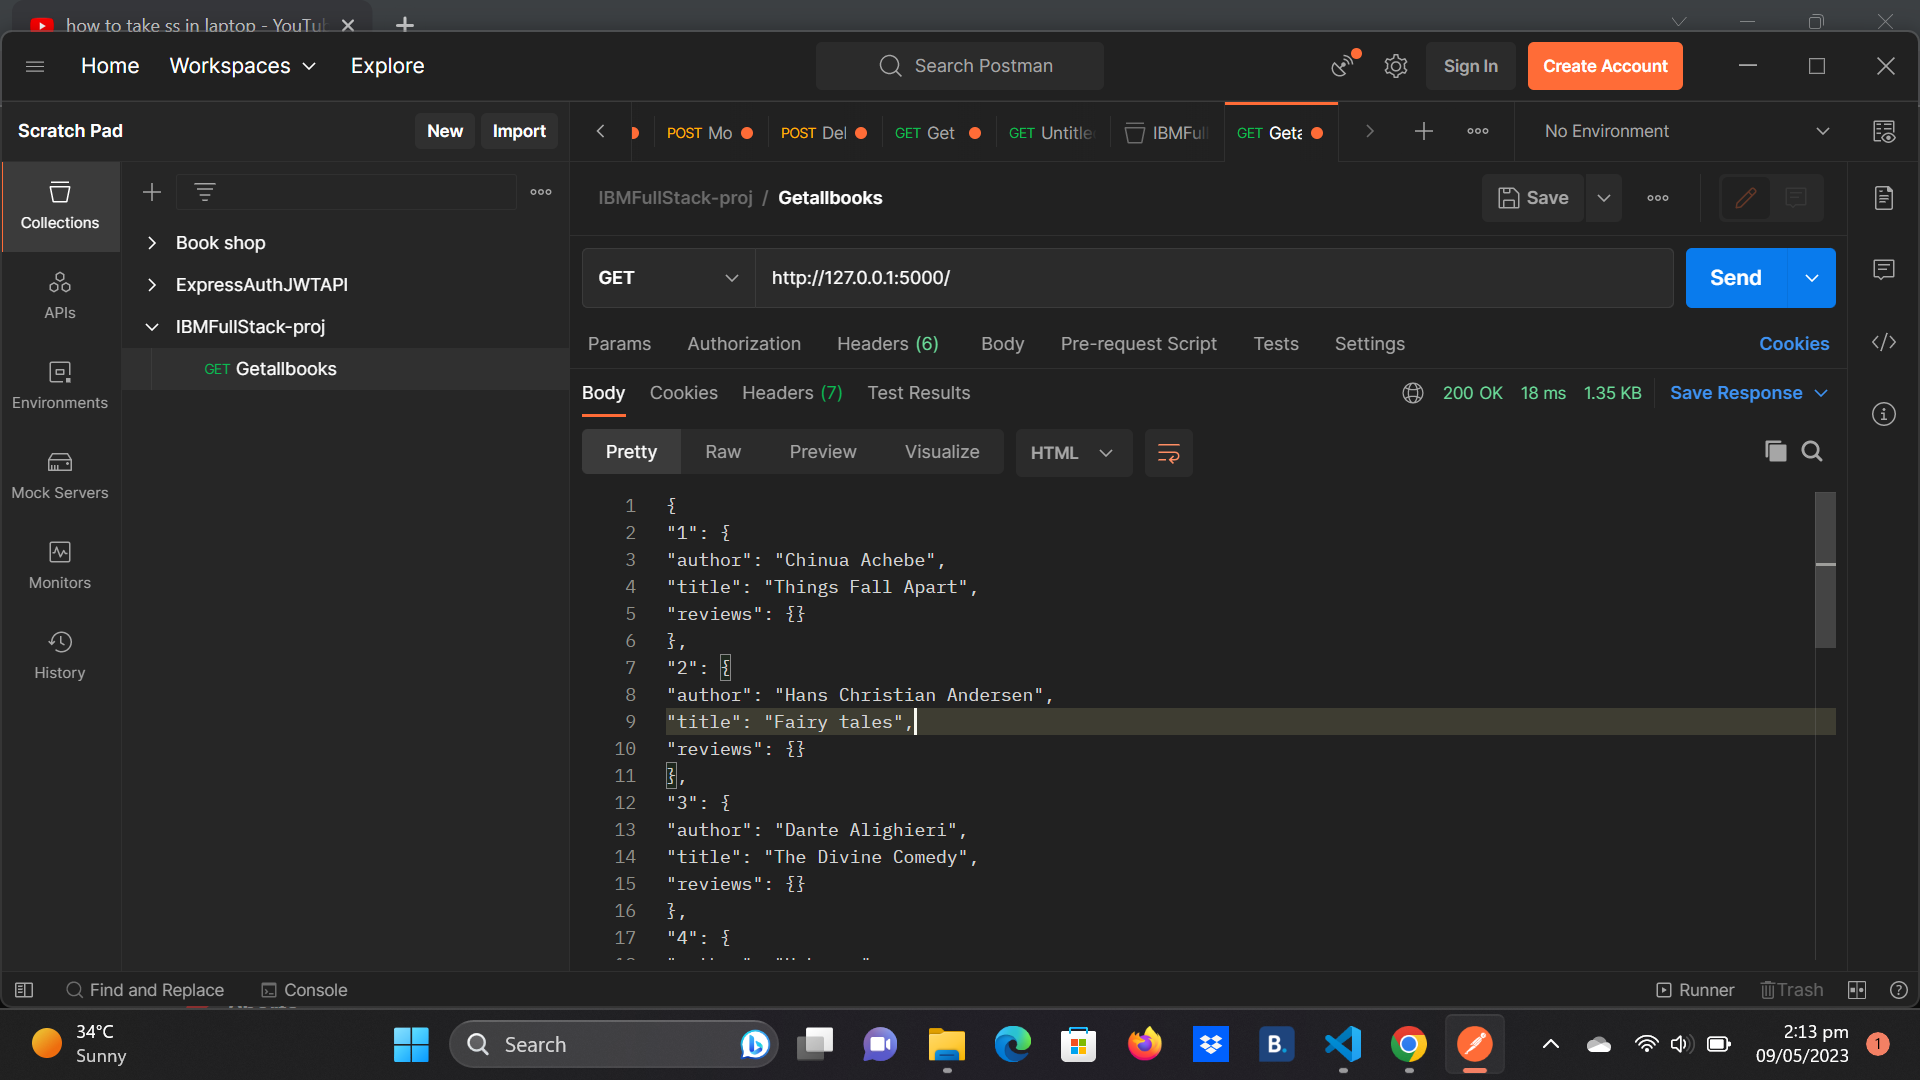 how to take ss in laptop - YouTub
Home Workspaces Explore Search Postman Sign In Create Account
Scratch Pad New Import POST Mo POST Del GET Get GET Untitle IBMFull GET Geta No Environment
IBMFullStack-proj / Getallbooks Save
Collections
Book shop
ExpressAuthJWTAPI
IBMFullStack-proj
GET Getallbooks
APIs
Environments
Mock Servers
Monitors
History
GET http://127.0.0.1:5000/ Send
Params Authorization Headers (6) Body Pre-request Script Tests Settings Cookies
Body Cookies Headers (7) Test Results 200 OK 18 ms 1.35 KB Save Response
Pretty Raw Preview Visualize HTML
1 {
2 "1": {
3 "author": "Chinua Achebe",
4 "title": "Things Fall Apart",
5 "reviews": {}
6 },
7 "2": {
8 "author": "Hans Christian Andersen",
9 "title": "Fairy tales",
10 "reviews": {}
11 },
12 "3": {
13 "author": "Dante Alighieri",
14 "title": "The Divine Comedy",
15 "reviews": {}
16 },
17 "4": {
Find and Replace Console Runner Trash
34°C
Sunny
Search
B.
2:13 pm
09/05/2023
1